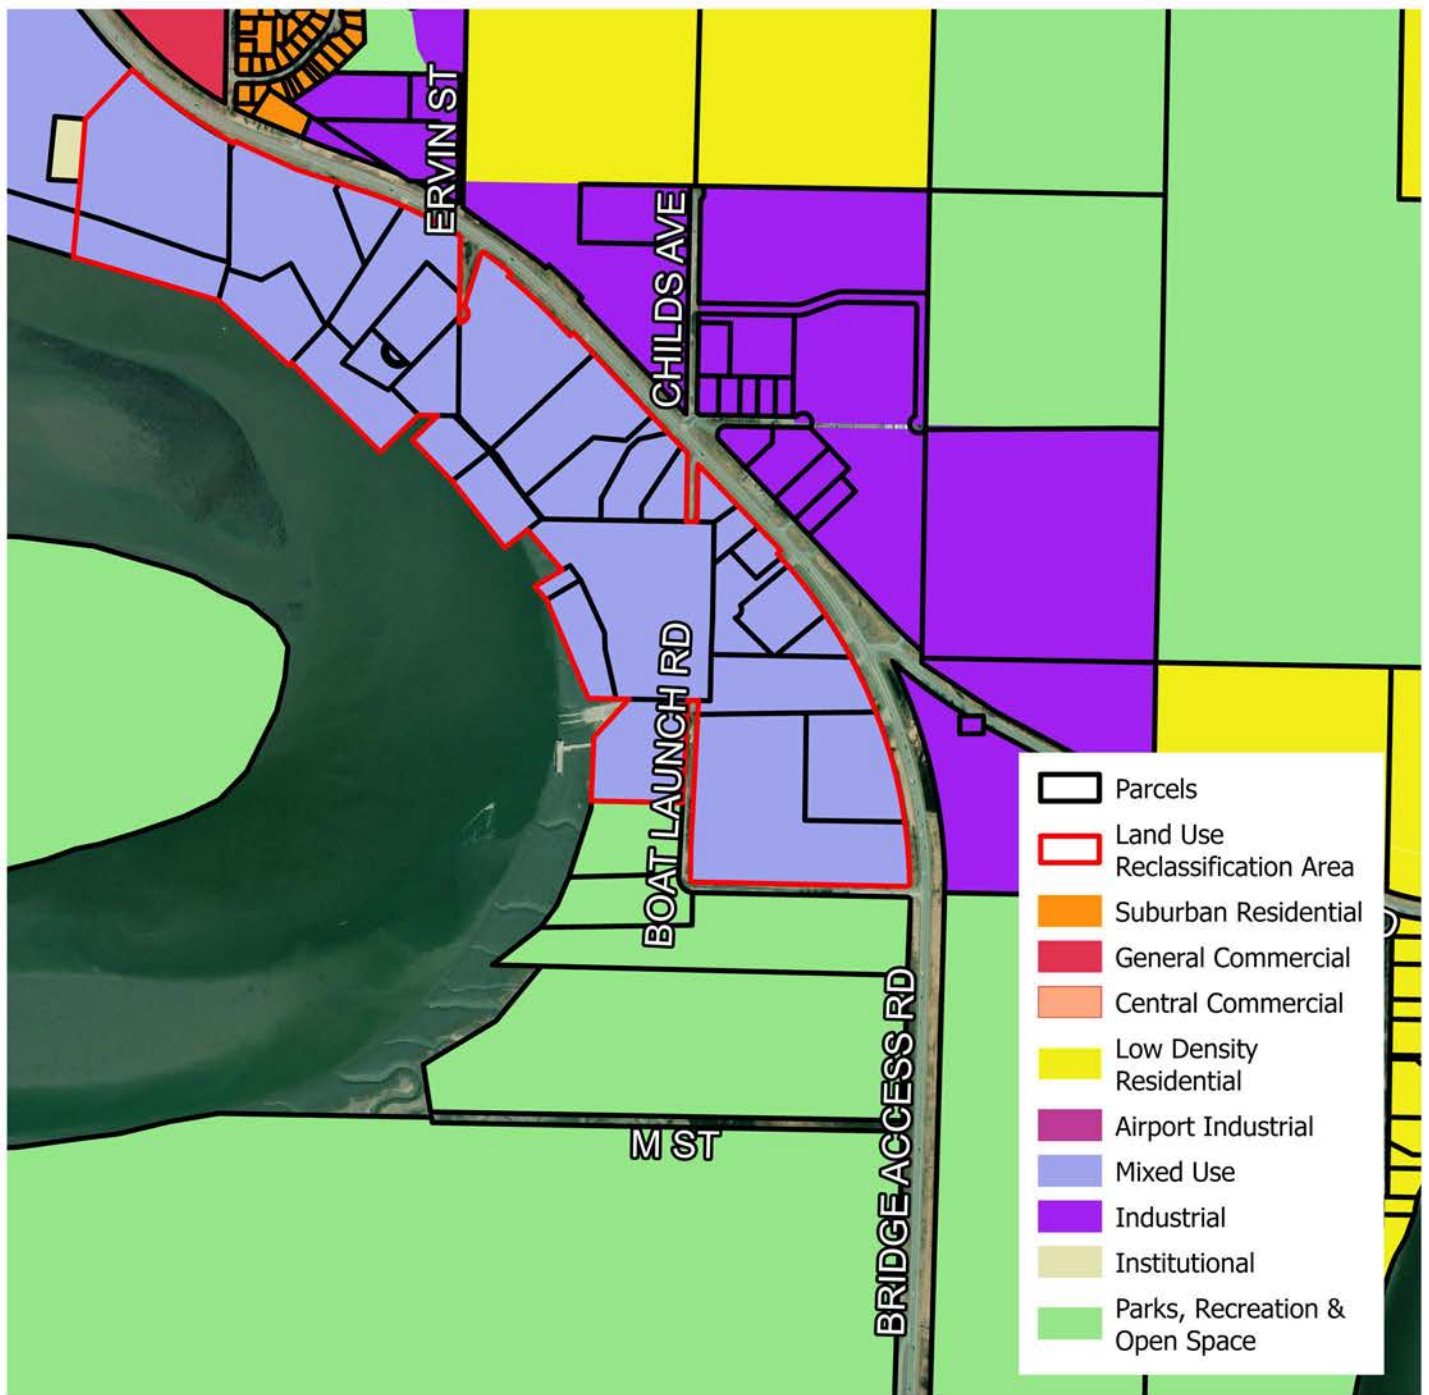 ERVIN ST
CHILDS AVE
BOAT LAUNCH RD
BRIDGE ACCESS RD
M ST
Parcels
Land Use
Reclassification Area
Suburban Residential
General Commercial
Central Commercial
Low Density
Residential
Airport Industrial
Mixed Use
Industrial
Institutional
Parks, Recreation &
Open Space